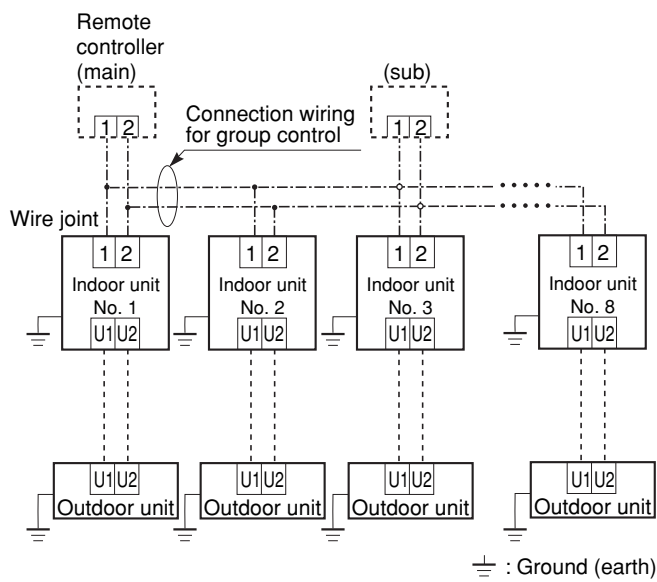 Remote
controller
(main)
(sub)
1 2
1 2
Connection wiring
for group control
Wire joint
1 2
1 2
1 2
1 2
Indoor unit
No. 1
Indoor unit
No. 2
Indoor unit
No. 3
Indoor unit
No. 8
U1 U2
U1 U2
U1 U2
U1 U2
U1 U2
U1 U2
U1 U2
U1 U2
Outdoor unit
Outdoor unit
Outdoor unit
Outdoor unit
: Ground (earth)